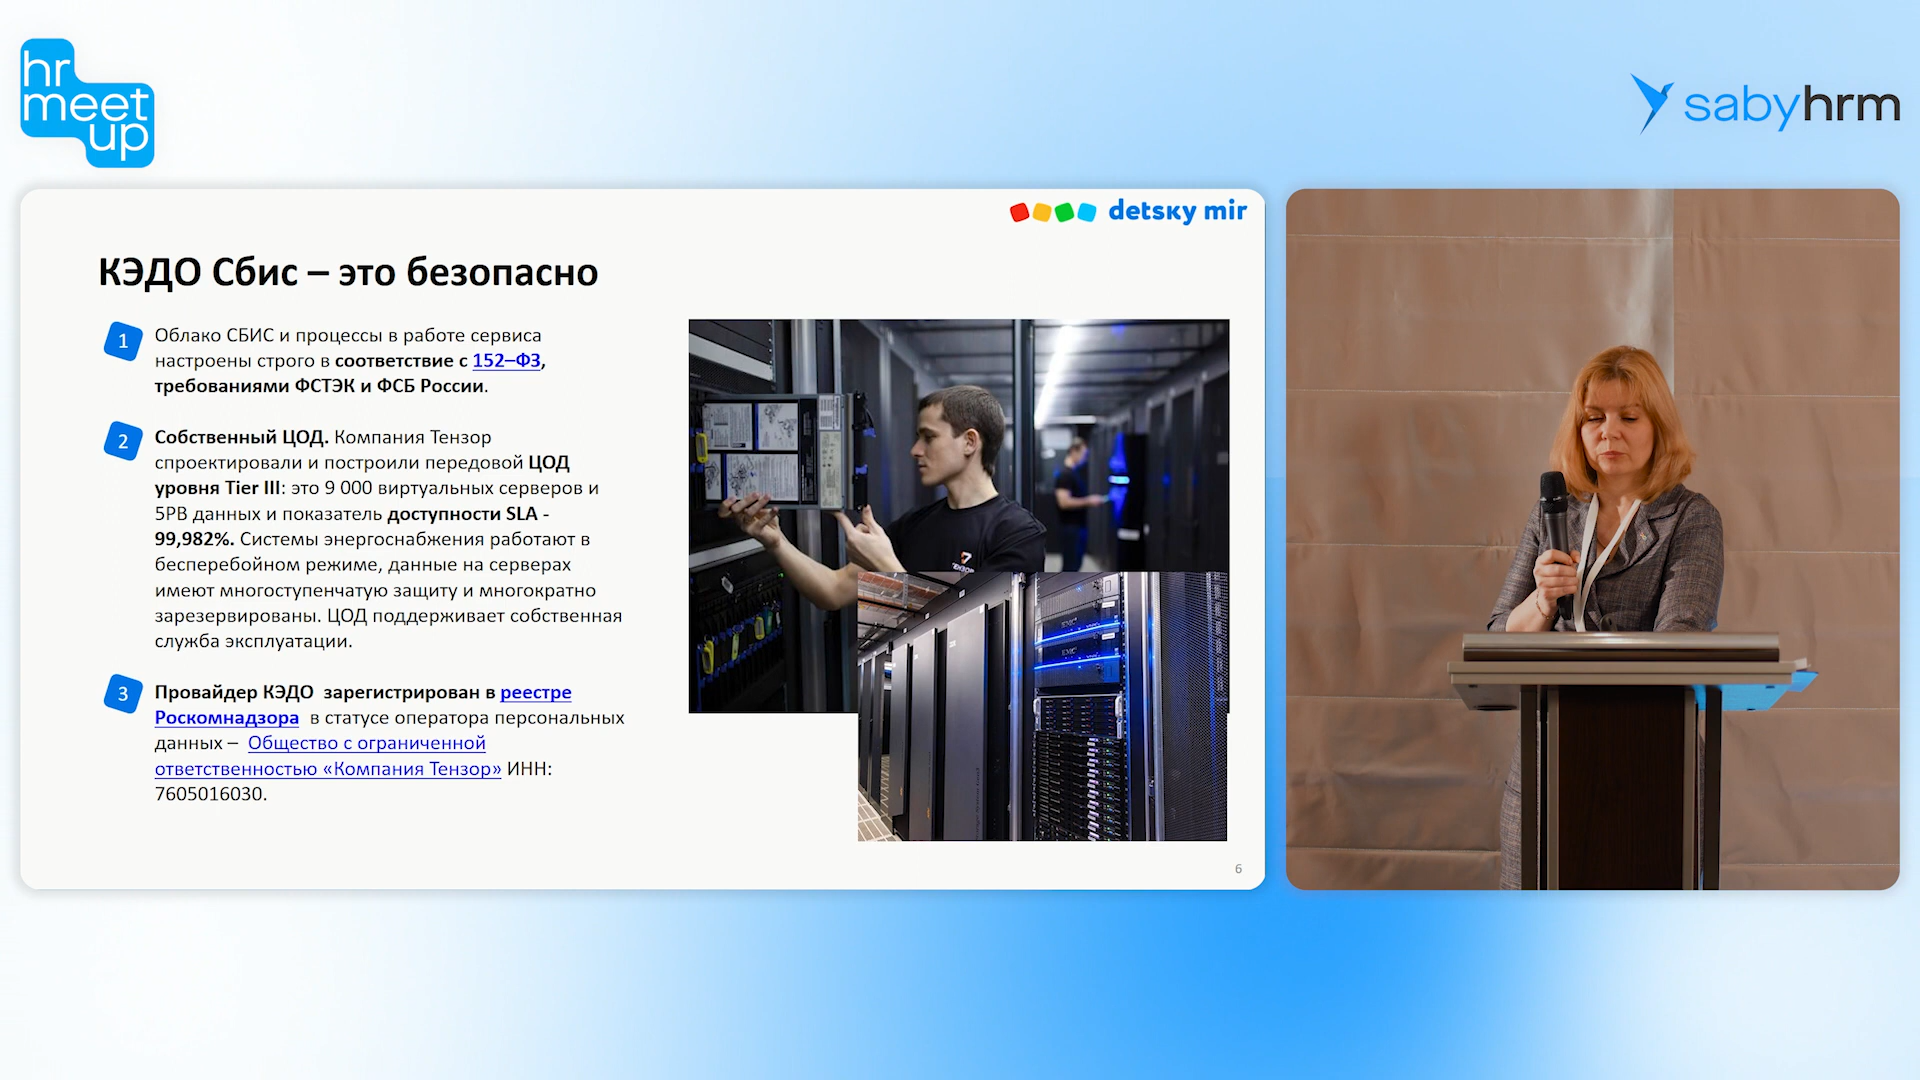 hr
meet
up
sabyhrm
detsky mir
КЭДО Сбис – это безопасно
1
Облако СБИС и процессы в работе сервиса
настроены строго в соответствие с 152–ФЗ,
требованиями ФСТЭК и ФСБ России.
2
Собственный ЦОД. Компания Тензор
спроектировали и построили передовой ЦОД
уровня Tier III: это 9 000 виртуальных серверов и
5PB данных и показатель доступности SLA -
99,982%. Системы энергоснабжения работают в
бесперебойном режиме, данные на серверах
имеют многоступенчатую защиту и многократно
зарезервированы. ЦОД поддерживает собственная
служба эксплуатации.
3
Провайдер КЭДО  зарегистрирован в реестре
Роскомнадзора  в статусе оператора персональных
данных –  Общество с ограниченной
ответственностью «Компания Тензор» ИНН:
7605016030.
6